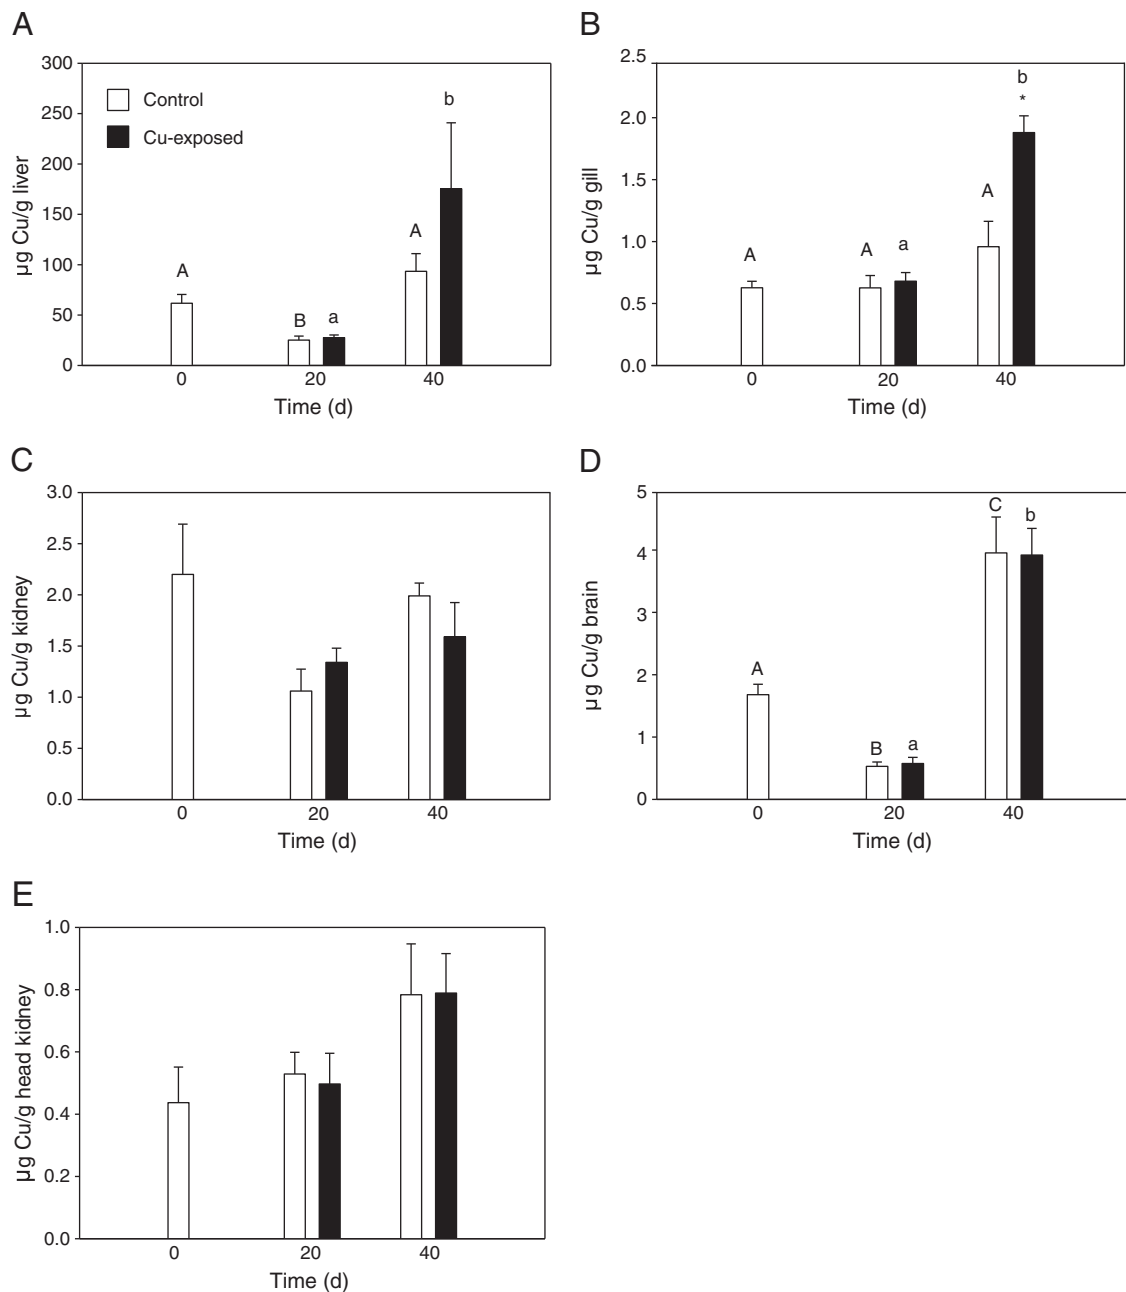 A
µg Cu/g liver
300
250
200
150
100
50
0
Control
Cu-exposed
A
B
a
A
b
0
20
40
Time (d)
B
µg Cu/g gill
2.5
2.0
1.5
1.0
0.5
0.0
A
A
a
A
b
*
0
20
40
Time (d)
C
µg Cu/g kidney
3.0
2.5
2.0
1.5
1.0
0.5
0.0
0
20
40
Time (d)
D
µg Cu/g brain
5
4
3
2
1
0
A
B
a
C
b
0
20
40
Time (d)
E
µg Cu/g head kidney
1.0
0.8
0.6
0.4
0.2
0.0
0
20
40
Time (d)